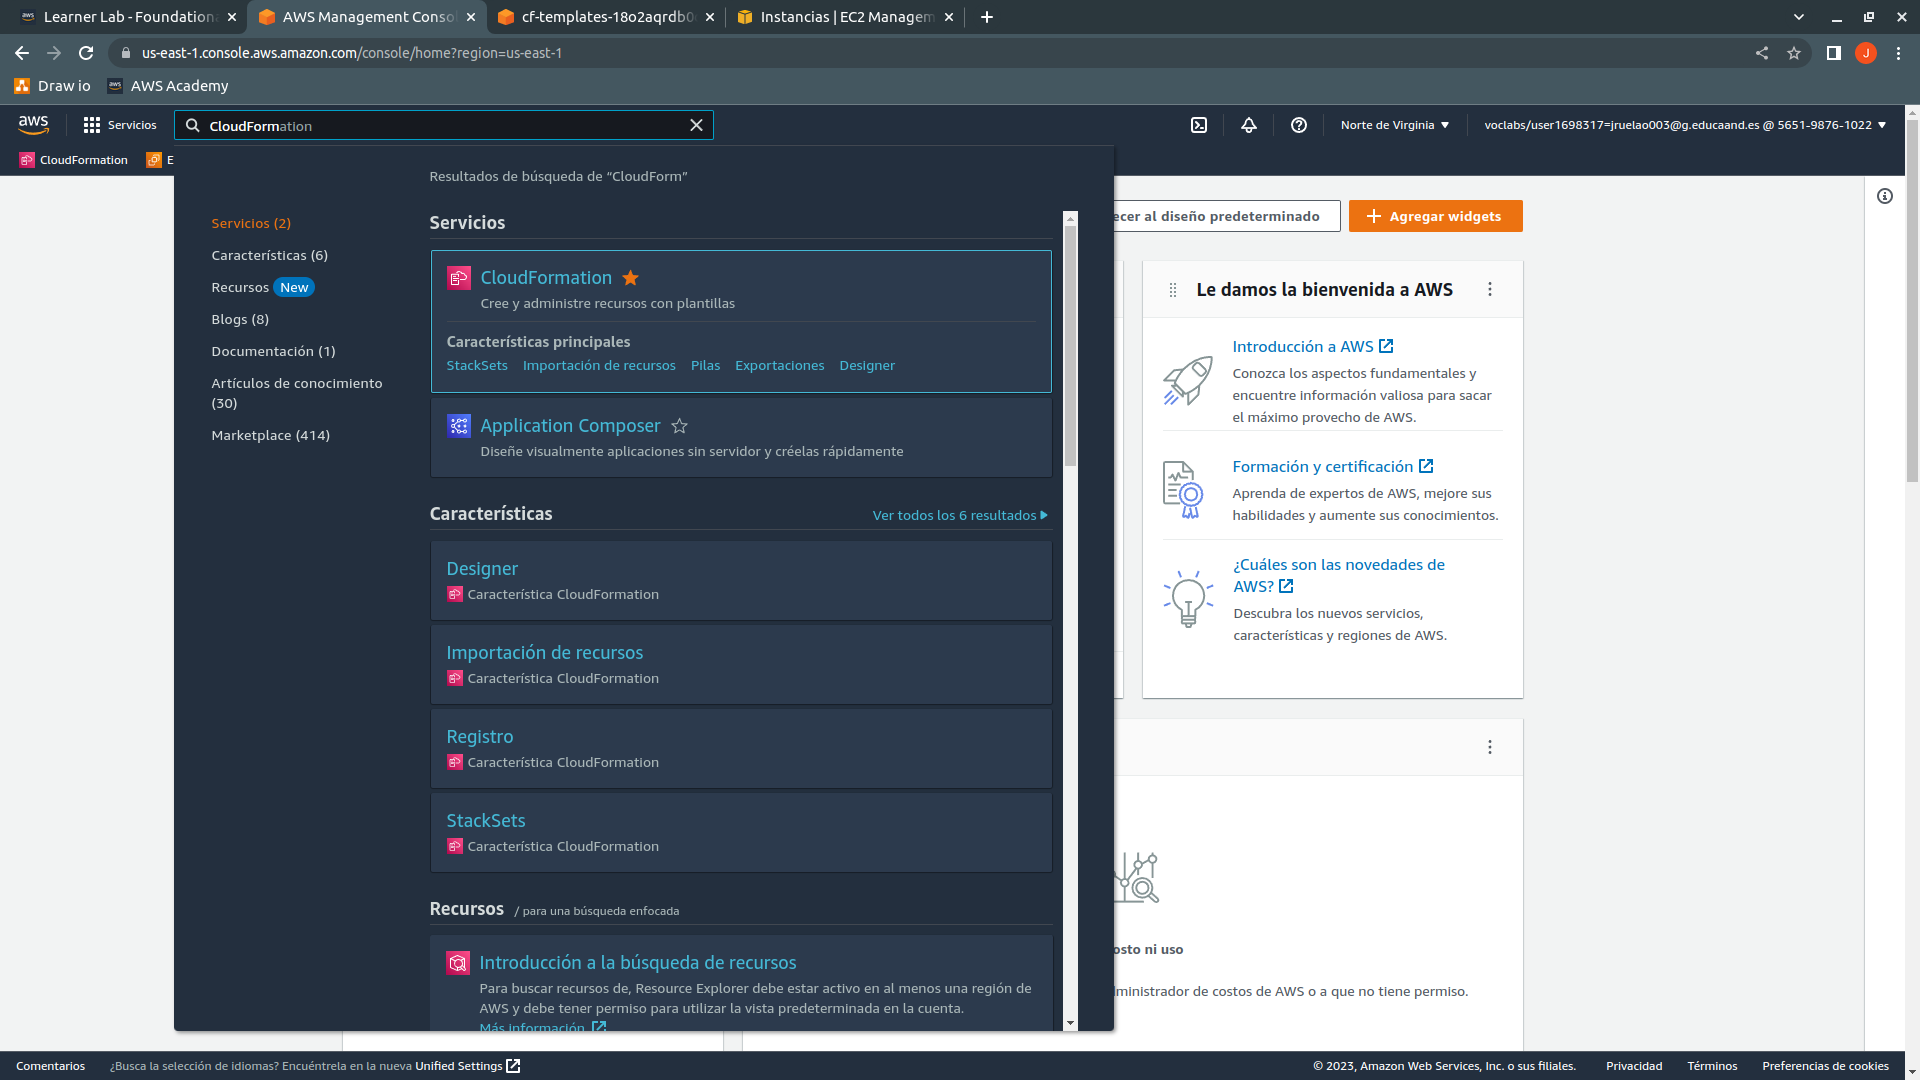 Learner Lab - Foundation
AWS Management Conso
cf-templates-18o2aqrdb0
Instancias | EC2 Managem
us-east-1.console.aws.amazon.com/console/home?region=us-east-1
J
Draw io
AWS Academy
aws
Servicios
CloudFormation
Norte de Virginia
voclabs/user1698317=jruelao003@g.educaand.es @ 5651-9876-1022
CloudFormation
E
Resultados de búsqueda de “CloudForm”
Servicios (2)
Características (6)
Recursos New
Blogs (8)
Documentación (1)
Artículos de conocimiento
(30)
Marketplace (414)
Servicios
CloudFormation
Cree y administre recursos con plantillas
Características principales
StackSets Importación de recursos Pilas Exportaciones Designer
Application Composer
Diseñe visualmente aplicaciones sin servidor y créelas rápidamente
Características
Ver todos los 6 resultados
Designer
Característica CloudFormation
Importación de recursos
Característica CloudFormation
Registro
Característica CloudFormation
StackSets
Característica CloudFormation
Recursos / para una búsqueda enfocada
Introducción a la búsqueda de recursos
Para buscar recursos de, Resource Explorer debe estar activo en al menos una región de
AWS y debe tener permiso para utilizar la vista predeterminada en la cuenta.
Más información
ecer al diseño predeterminado
Agregar widgets
Le damos la bienvenida a AWS
Introducción a AWS
Conozca los aspectos fundamentales y
encuentre información valiosa para sacar
el máximo provecho de AWS.
Formación y certificación
Aprenda de expertos de AWS, mejore sus
habilidades y aumente sus conocimientos.
¿Cuáles son las novedades de
AWS?
Descubra los nuevos servicios,
características y regiones de AWS.
osto ni uso
lministrador de costos de AWS o a que no tiene permiso.
Comentarios
¿Busca la selección de idiomas? Encuéntrela en la nueva Unified Settings
© 2023, Amazon Web Services, Inc. o sus filiales.
Privacidad
Términos
Preferencias de cookies